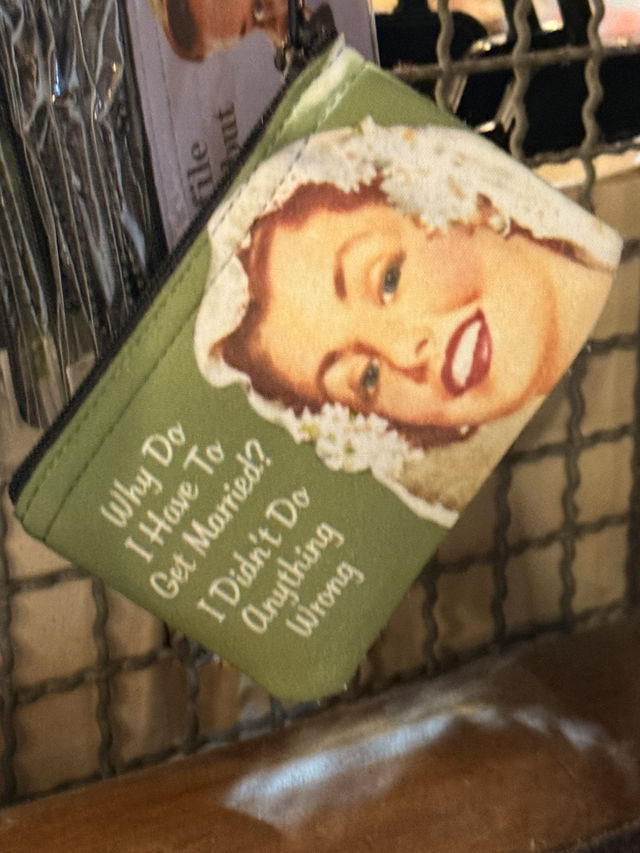 Why Do
I Have To
Get Married?
I Didn't Do
Anything
Wrong